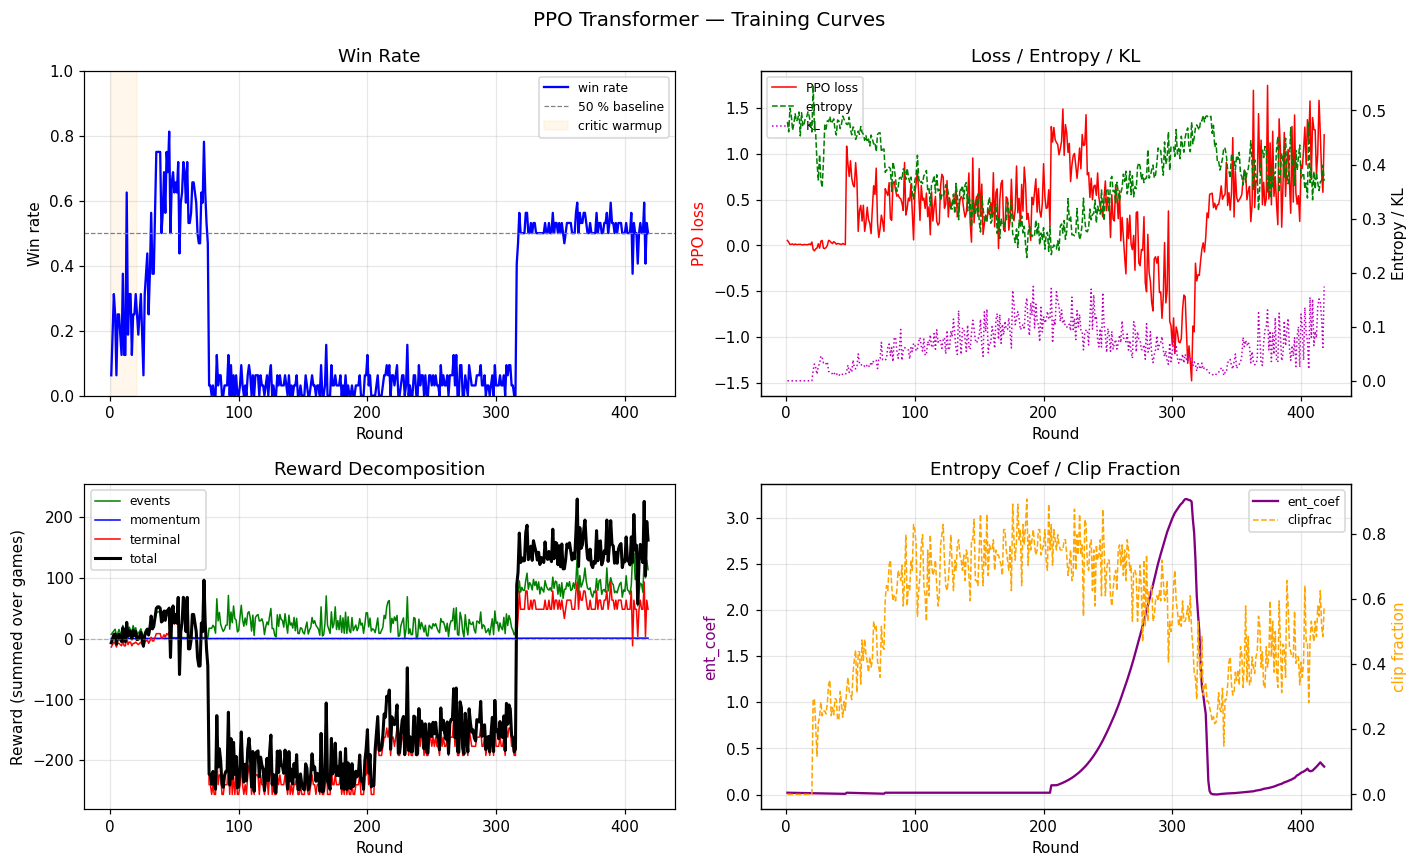 PPO Transformer — Training Curves
Win Rate
Win rate
1.0
0.8
0.6
0.4
0.2
0.0
0
100
200
300
400
Round
win rate
50 % baseline
critic warmup
Loss / Entropy / KL
PPO loss
1.5
1.0
0.5
0.0
−0.5
−1.0
−1.5
0
100
200
300
400
Round
PPO loss
entropy
KL
0.5
0.4
0.3
0.2
0.1
0.0
Entropy / KL
Reward Decomposition
Reward (summed over games)
200
100
0
−100
−200
0
100
200
300
400
Round
events
momentum
terminal
total
Entropy Coef / Clip Fraction
ent_coef
3.0
2.5
2.0
1.5
1.0
0.5
0.0
0
100
200
300
400
Round
ent_coef
clipfrac
0.8
0.6
0.4
0.2
0.0
clip fraction